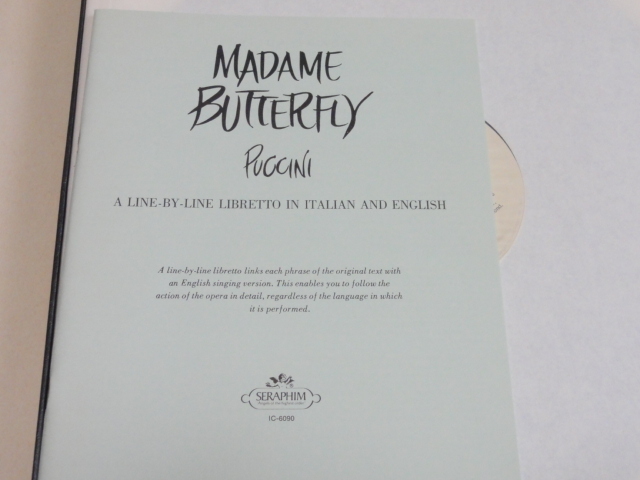 MADAME
BUTTERFLY
PUCCINI
A LINE-BY-LINE LIBRETTO IN ITALIAN AND ENGLISH
A line-by-line libretto links each phrase of the original text with
an English singing version. This enables you to follow the
action of the opera in detail, regardless of the language in which
it is performed.
SERAPHIM
IC-6090